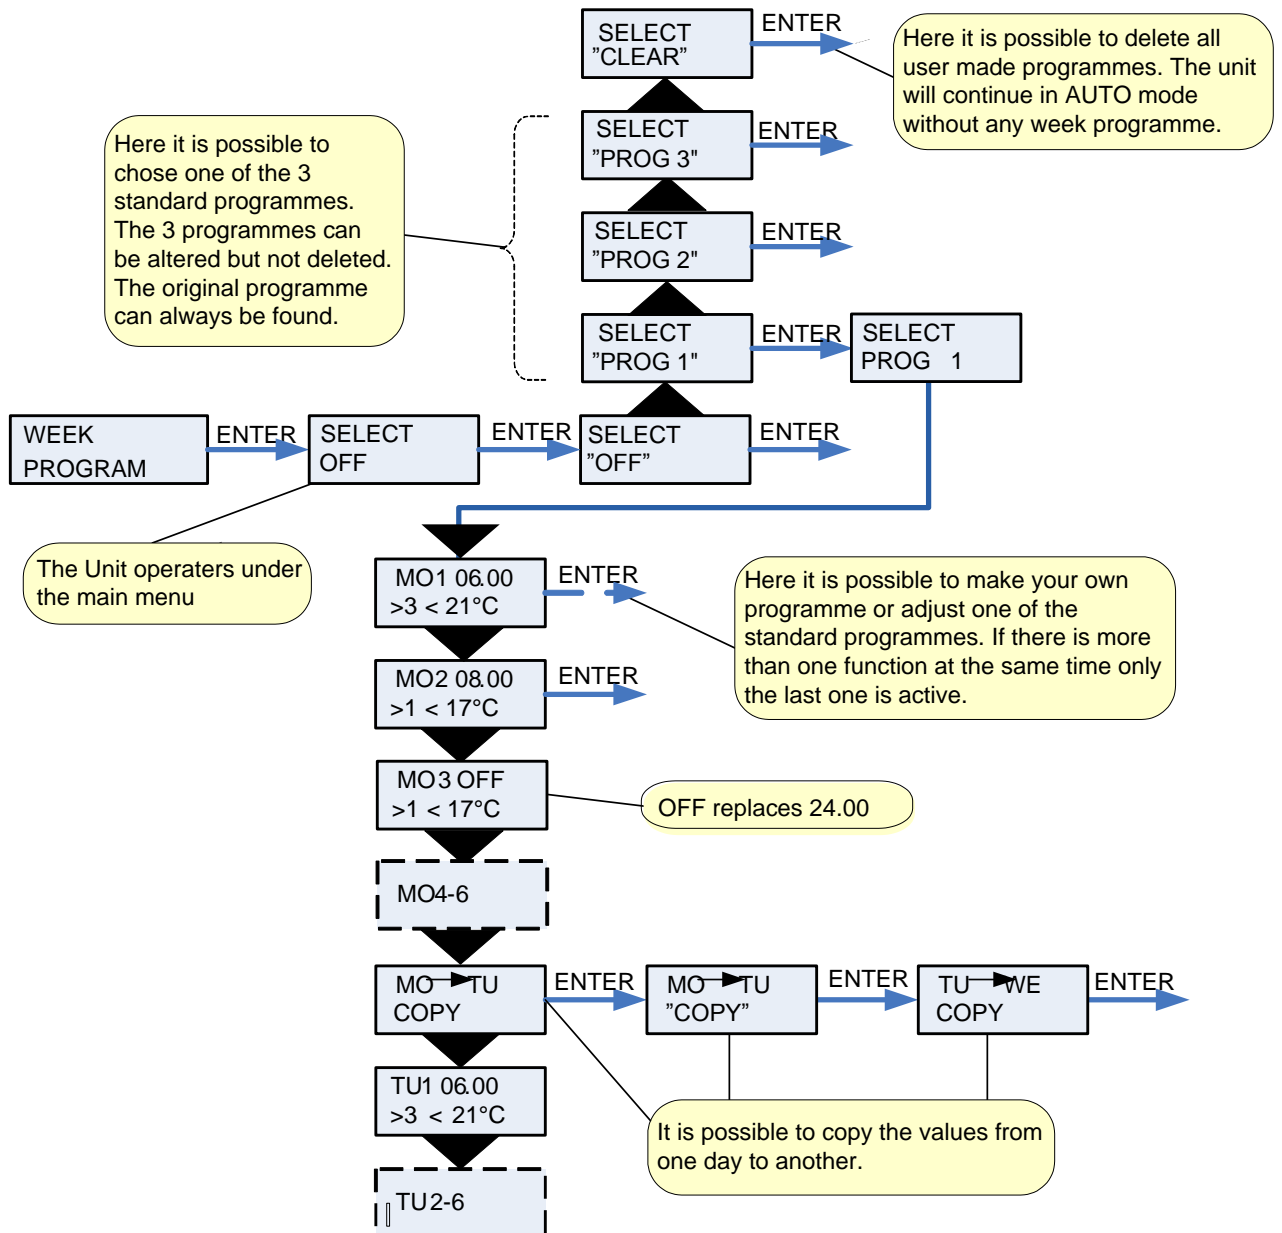 SELECT
"CLEAR”
ENTER
Here it is possible to delete all
user made programmes. The unit
will continue in AUTO mode
without any week programme.
Here it is possible to
chose one of the 3
standard programmes.
The 3 programmes can
be altered but not deleted.
The original programme
can always be found.
SELECT
”PROG 3"
ENTER
SELECT
”PROG 2"
ENTER
SELECT
”PROG 1"
ENTER
SELECT
PROG 1
WEEK
PROGRAM
ENTER
SELECT
OFF
ENTER
SELECT
”OFF”
ENTER
The Unit operaters under
the main menu
MO1 06.00
>3 < 21°C
ENTER
Here it is possible to make your own
programme or adjust one of the
standard programmes. If there is more
than one function at the same time only
the last one is active.
MO2 08.00
>1 < 17°C
ENTER
MO3 OFF
>1 < 17°C
OFF replaces 24.00
MO4-6
MO TU
COPY
ENTER
MO TU
”COPY”
ENTER
TU WE
COPY
ENTER
TU1 06.00
>3 < 21°C
It is possible to copy the values from
one day to another.
TU2-6